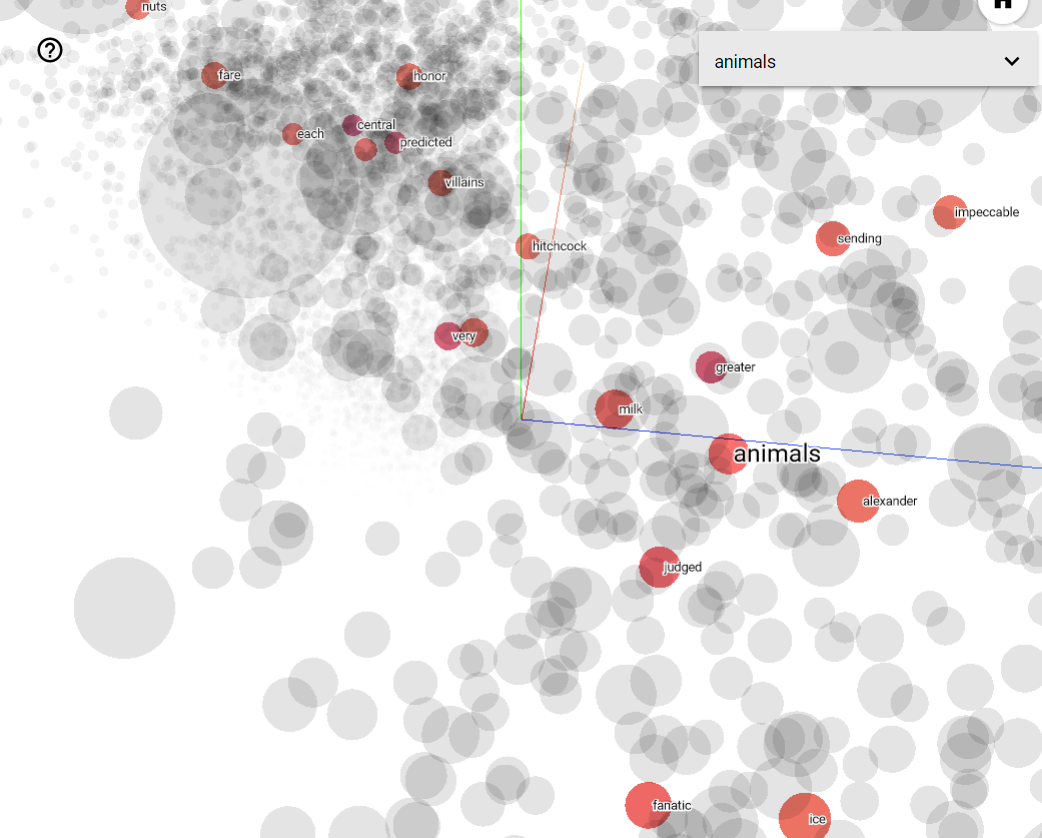 nuts
animals
fare
honor
central
each
predicted
villains
impeccable
sending
hitchcock
very
greater
milk
animals
alexander
judged
fanatic
ice